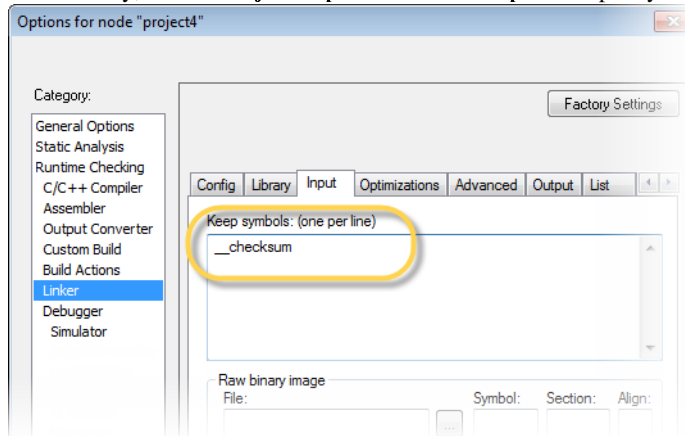 Options for node "project4"
Category:
Factory Settings
General Options
Static Analysis
Runtime Checking
C/C++ Compiler
Assembler
Output Converter
Custom Build
Build Actions
Linker
Debugger
Simulator
Config Library Input Optimizations Advanced Output List
Keep symbols: (one per line)
__checksum
Raw binary image
File: Symbol: Section: Align:
...